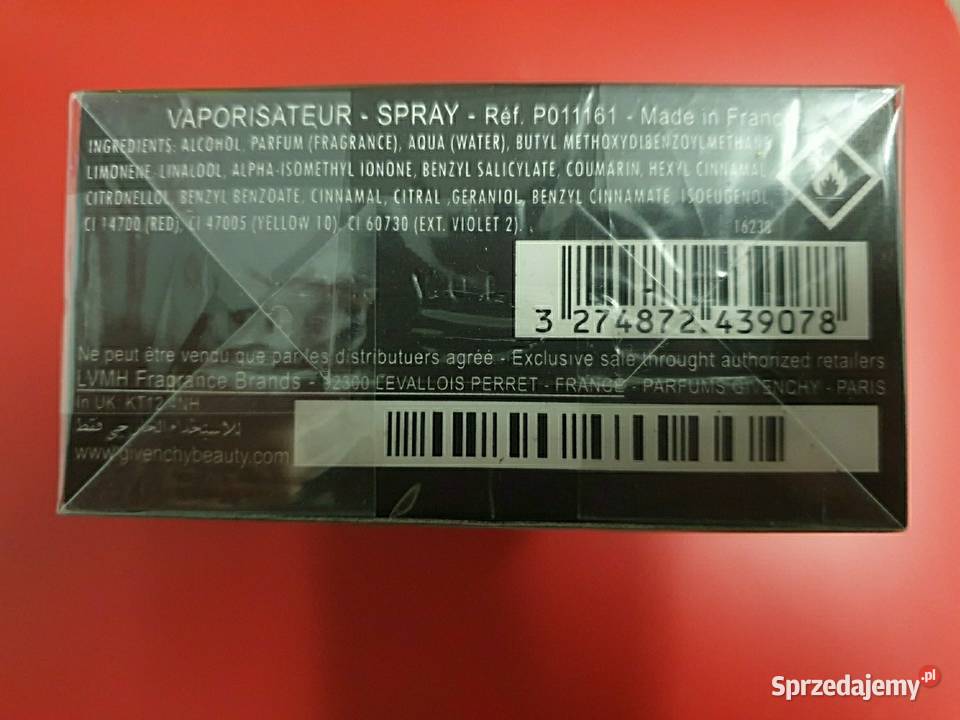 VAPORISATEUR - SPRAY - Réf. P011161 - Made in France
INGREDIENTS: ALCOHOL, PARFUM (FRAGRANCE), AQUA (WATER), BUTYL METHOXYDIBENZOYLMETHANE,
LIMONENE, LINALOOL, ALPHA-ISOMETHYL IONONE, BENZYL SALICYLATE, COUMARIN, HEXYL CINNAMAL,
CITRONELLOL, BENZYL BENZOATE, CINNAMAL, CITRAL ,GERANIOL, BENZYL CINNAMATE, ISOEUGENOL,
CI 14700 (RED), CI 47005 (YELLOW 10), CI 60730 (EXT. VIOLET 2).
16238
3 274872 439078
Ne peut être vendu que par les distributuers agréé - Exclusive sale throught authorized retailers
LVMH Fragrance Brands - 92300 LEVALLOIS PERRET - FRANCE - PARFUMS GIVENCHY - PARIS
in UK: KT12 4NH
للاستخدام الخارجي فقط
www.givenchybeauty.com
Sprzedajemy.pl